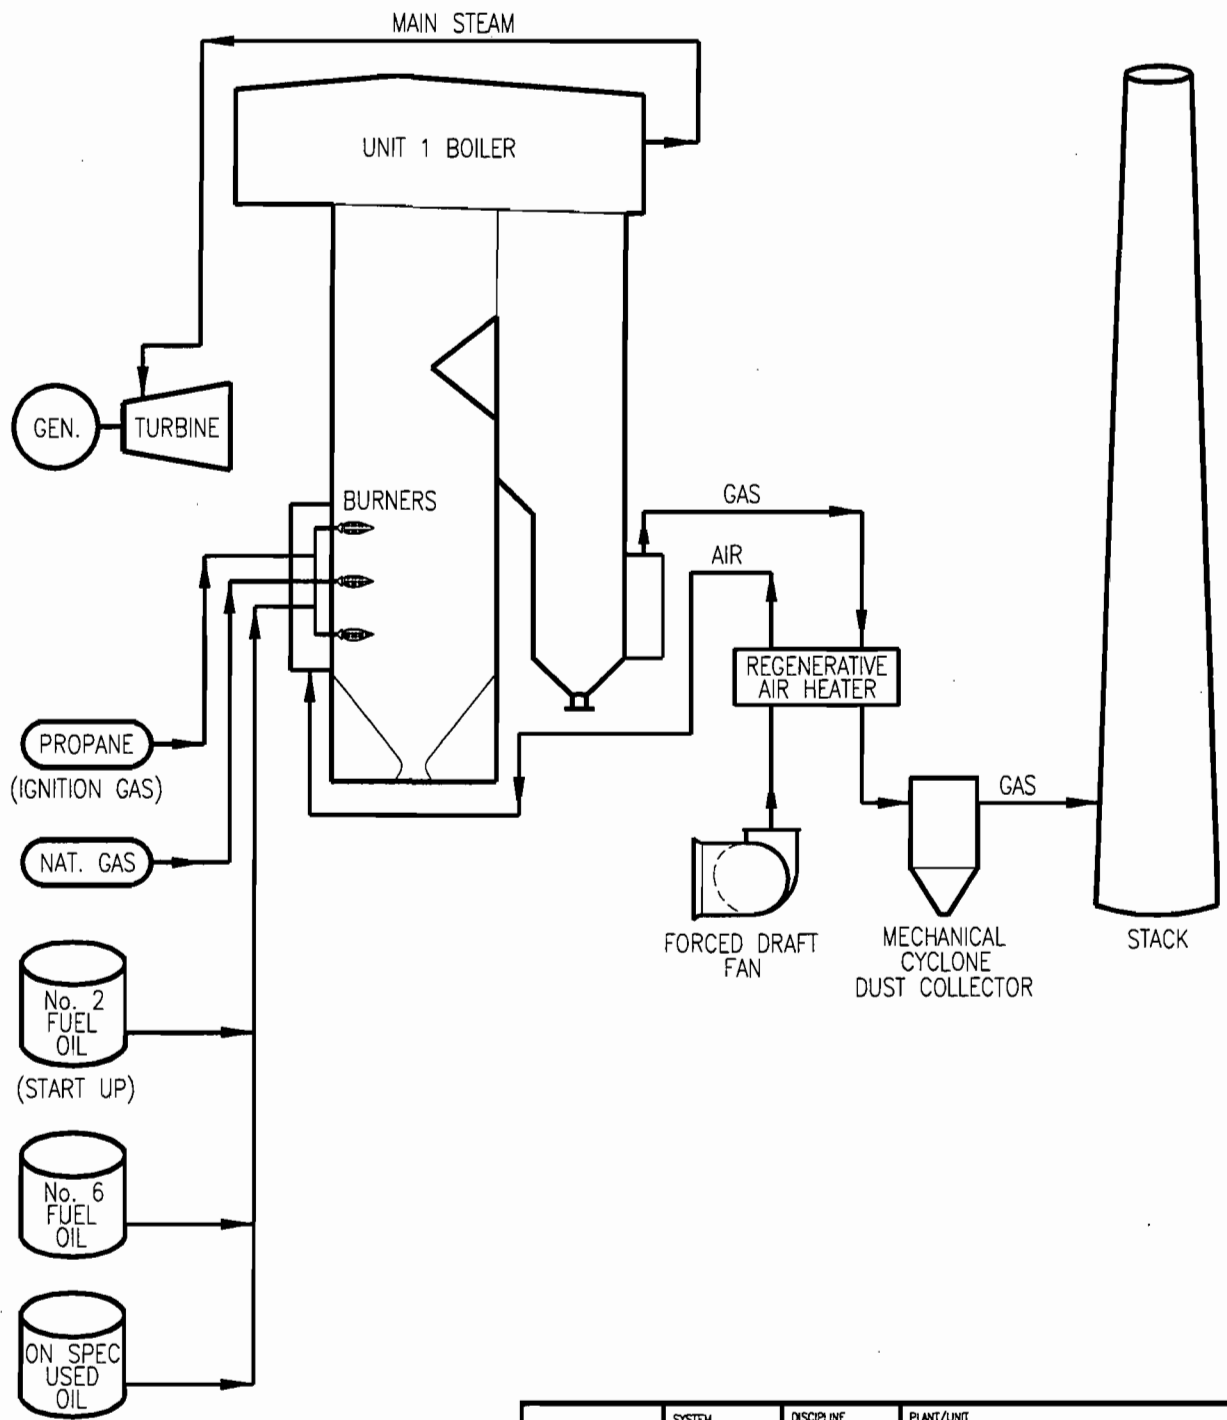 MAIN STEAM
UNIT 1 BOILER
GEN.
TURBINE
BURNERS
GAS
AIR
REGENERATIVE
AIR HEATER
PROPANE
(IGNITION GAS)
GAS
NAT. GAS
FORCED DRAFT
FAN
MECHANICAL
CYCLONE
DUST COLLECTOR
STACK
No. 2
FUEL
OIL
(START UP)
No. 6
FUEL
OIL
ON SPEC
USED
OIL
SYSTEM
DISCIPLINE
PLANT/UNIT